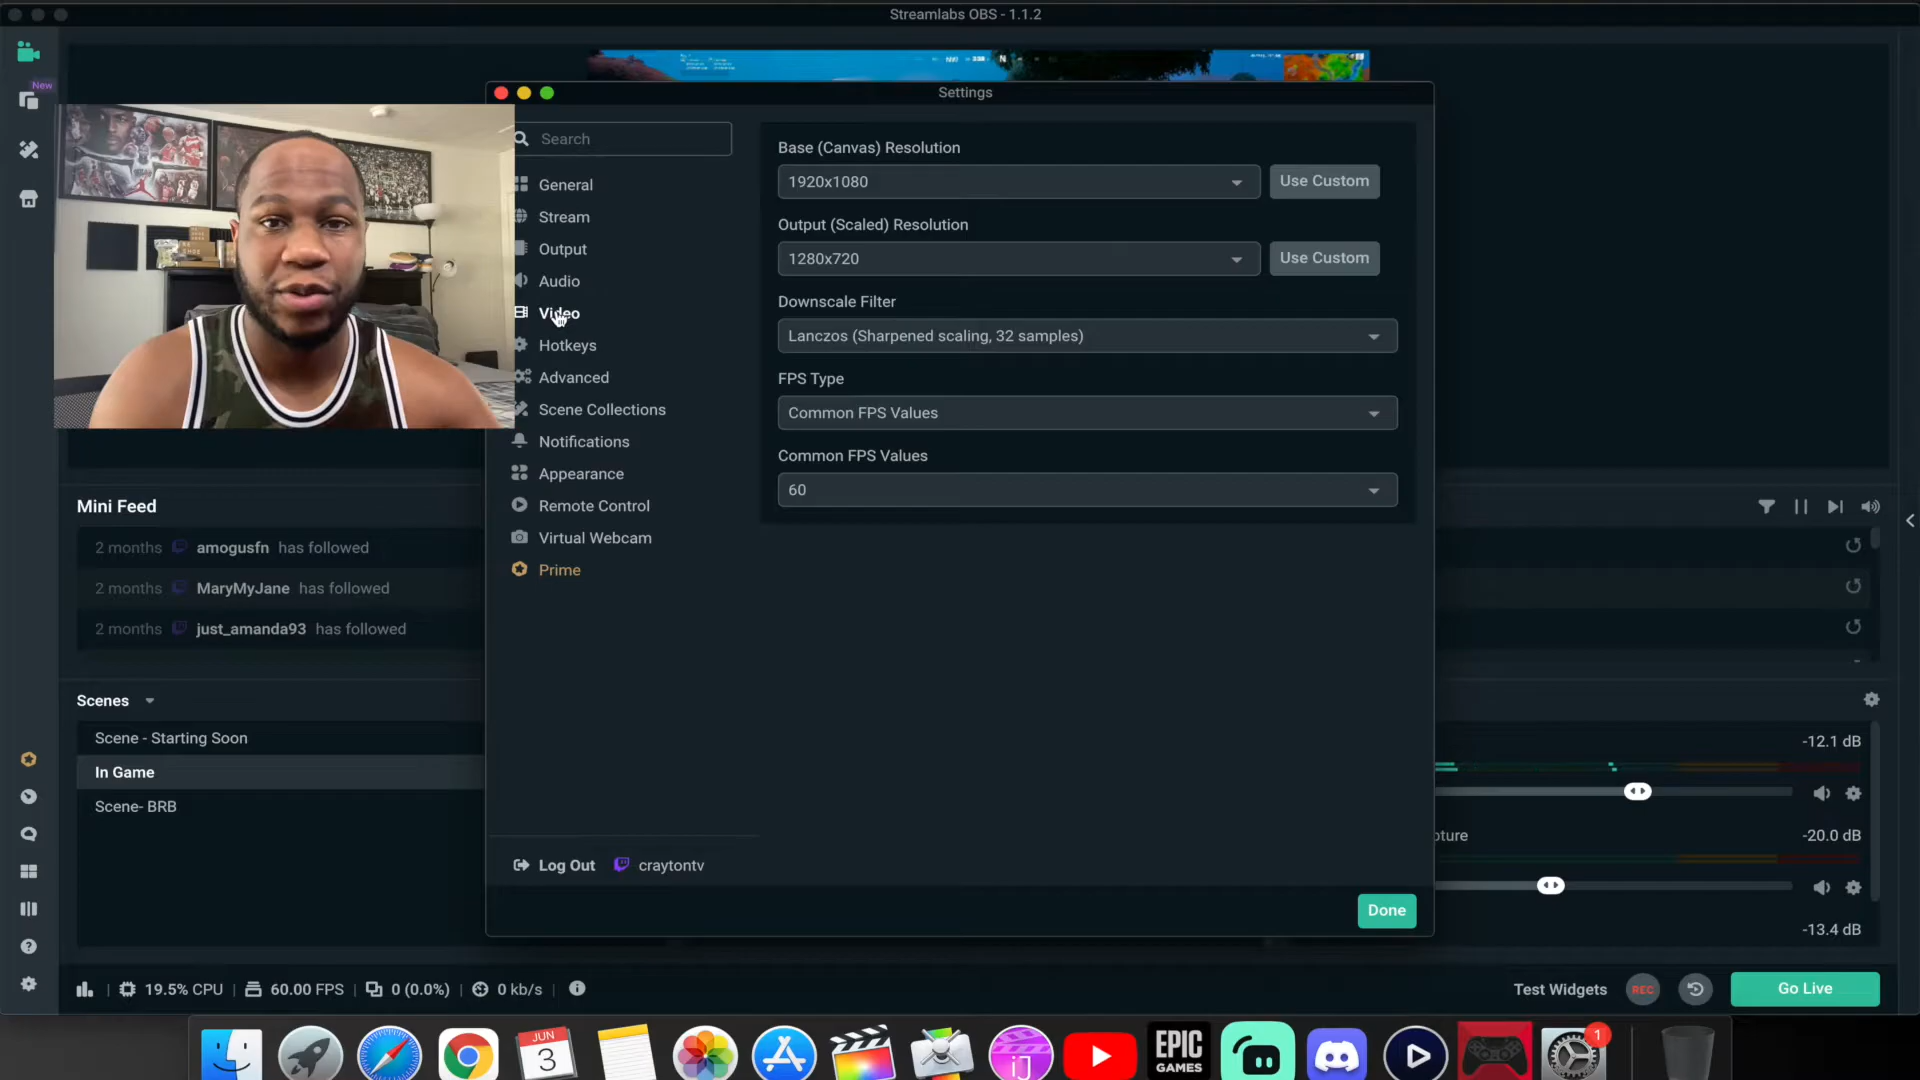 Streamlabs OBS - 1.1.2
New
N
Settings
Search
General
Stream
Output
Audio
Video
Hotkeys
Advanced
Scene Collections
Notifications
Appearance
Remote Control
Virtual Webcam
Prime
Log Out
craytontv
Base (Canvas) Resolution
1920x1080
Use Custom
Output (Scaled) Resolution
1280x720
Use Custom
Downscale Filter
Lanczos (Sharpened scaling, 32 samples)
FPS Type
Common FPS Values
Common FPS Values
60
Done
Mini Feed
2 months amogusfn has followed
2 months MaryMyJane has followed
2 months just_amanda93 has followed
Scenes
Scene - Starting Soon
In Game
Scene- BRB
-12.1 dB
-20.0 dB
-13.4 dB
19.5% CPU
60.00 FPS
0 (0.0%)
0 kb/s
Test Widgets
REC
Go Live
JUN
3
iJ
EPIC
GAMES
1